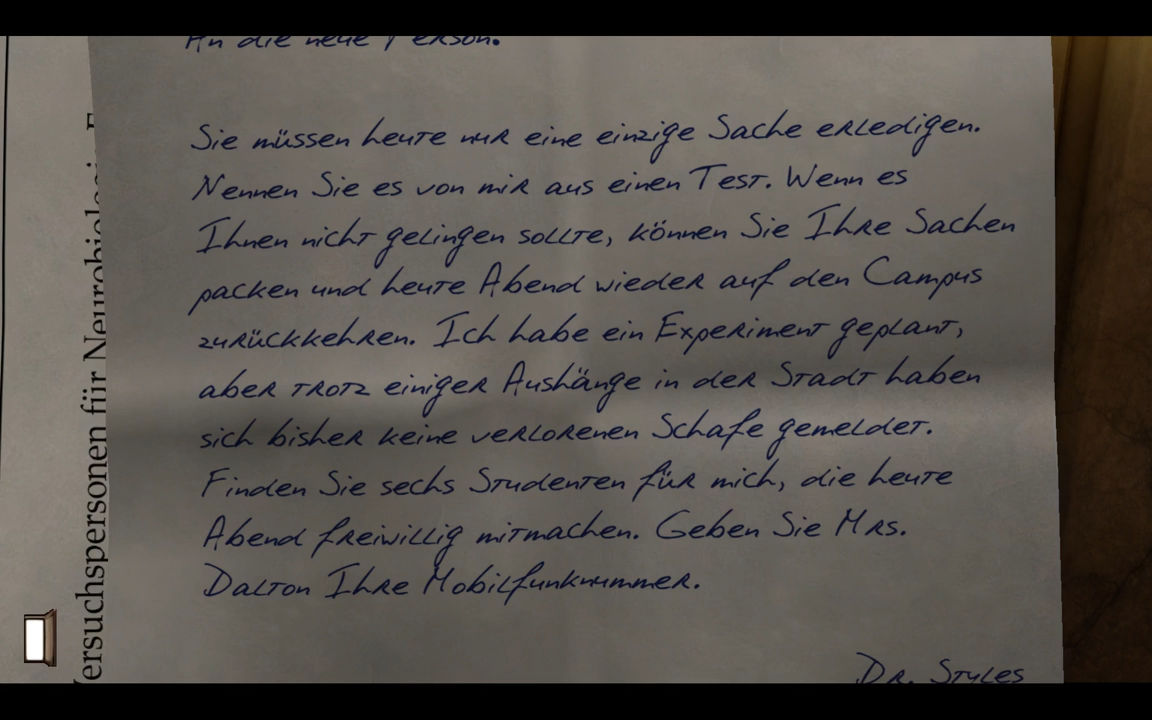 An die neue Person.
Sie müssen heute nur eine einzige Sache erledigen.
Nennen Sie es von mir aus einen Test. Wenn es
Ihnen nicht gelingen sollte, können Sie Ihre Sachen
packen und heute Abend wieder auf den Campus
zurückkehren. Ich habe ein Experiment geplant,
aber trotz einiger Aushänge in der Stadt haben
sich bisher keine verlorenen Schafe gemeldet.
Finden Sie sechs Studenten für mich, die heute
Abend freiwillig mitmachen. Geben Sie Mrs.
Dalton Ihre Mobilfunknummer.
Dr. Styles
Versuchspersonen für Neurobiologie